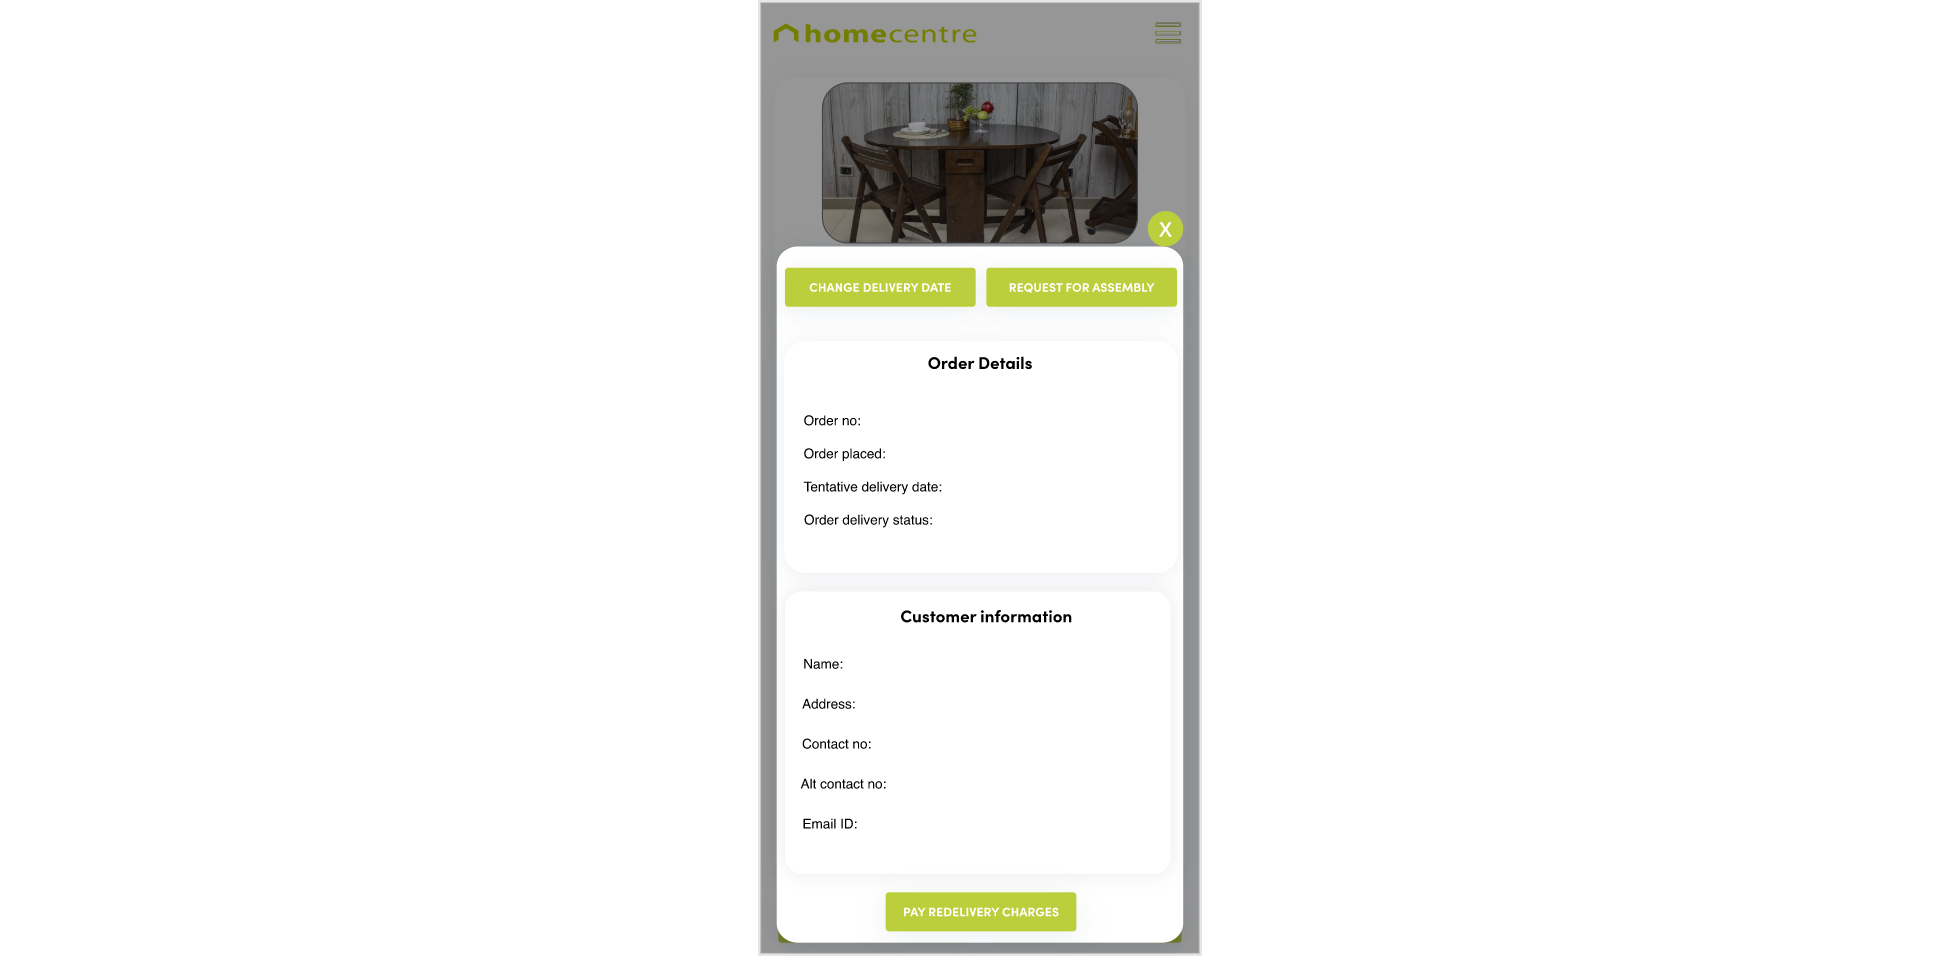 homecentre
X
CHANGE DELIVERY DATE
REQUEST FOR ASSEMBLY
Order Details
Order no:
Order placed:
Tentative delivery date:
Order delivery status:
Customer information
Name:
Address:
Contact no:
Alt contact no:
Email ID:
PAY REDELIVERY CHARGES